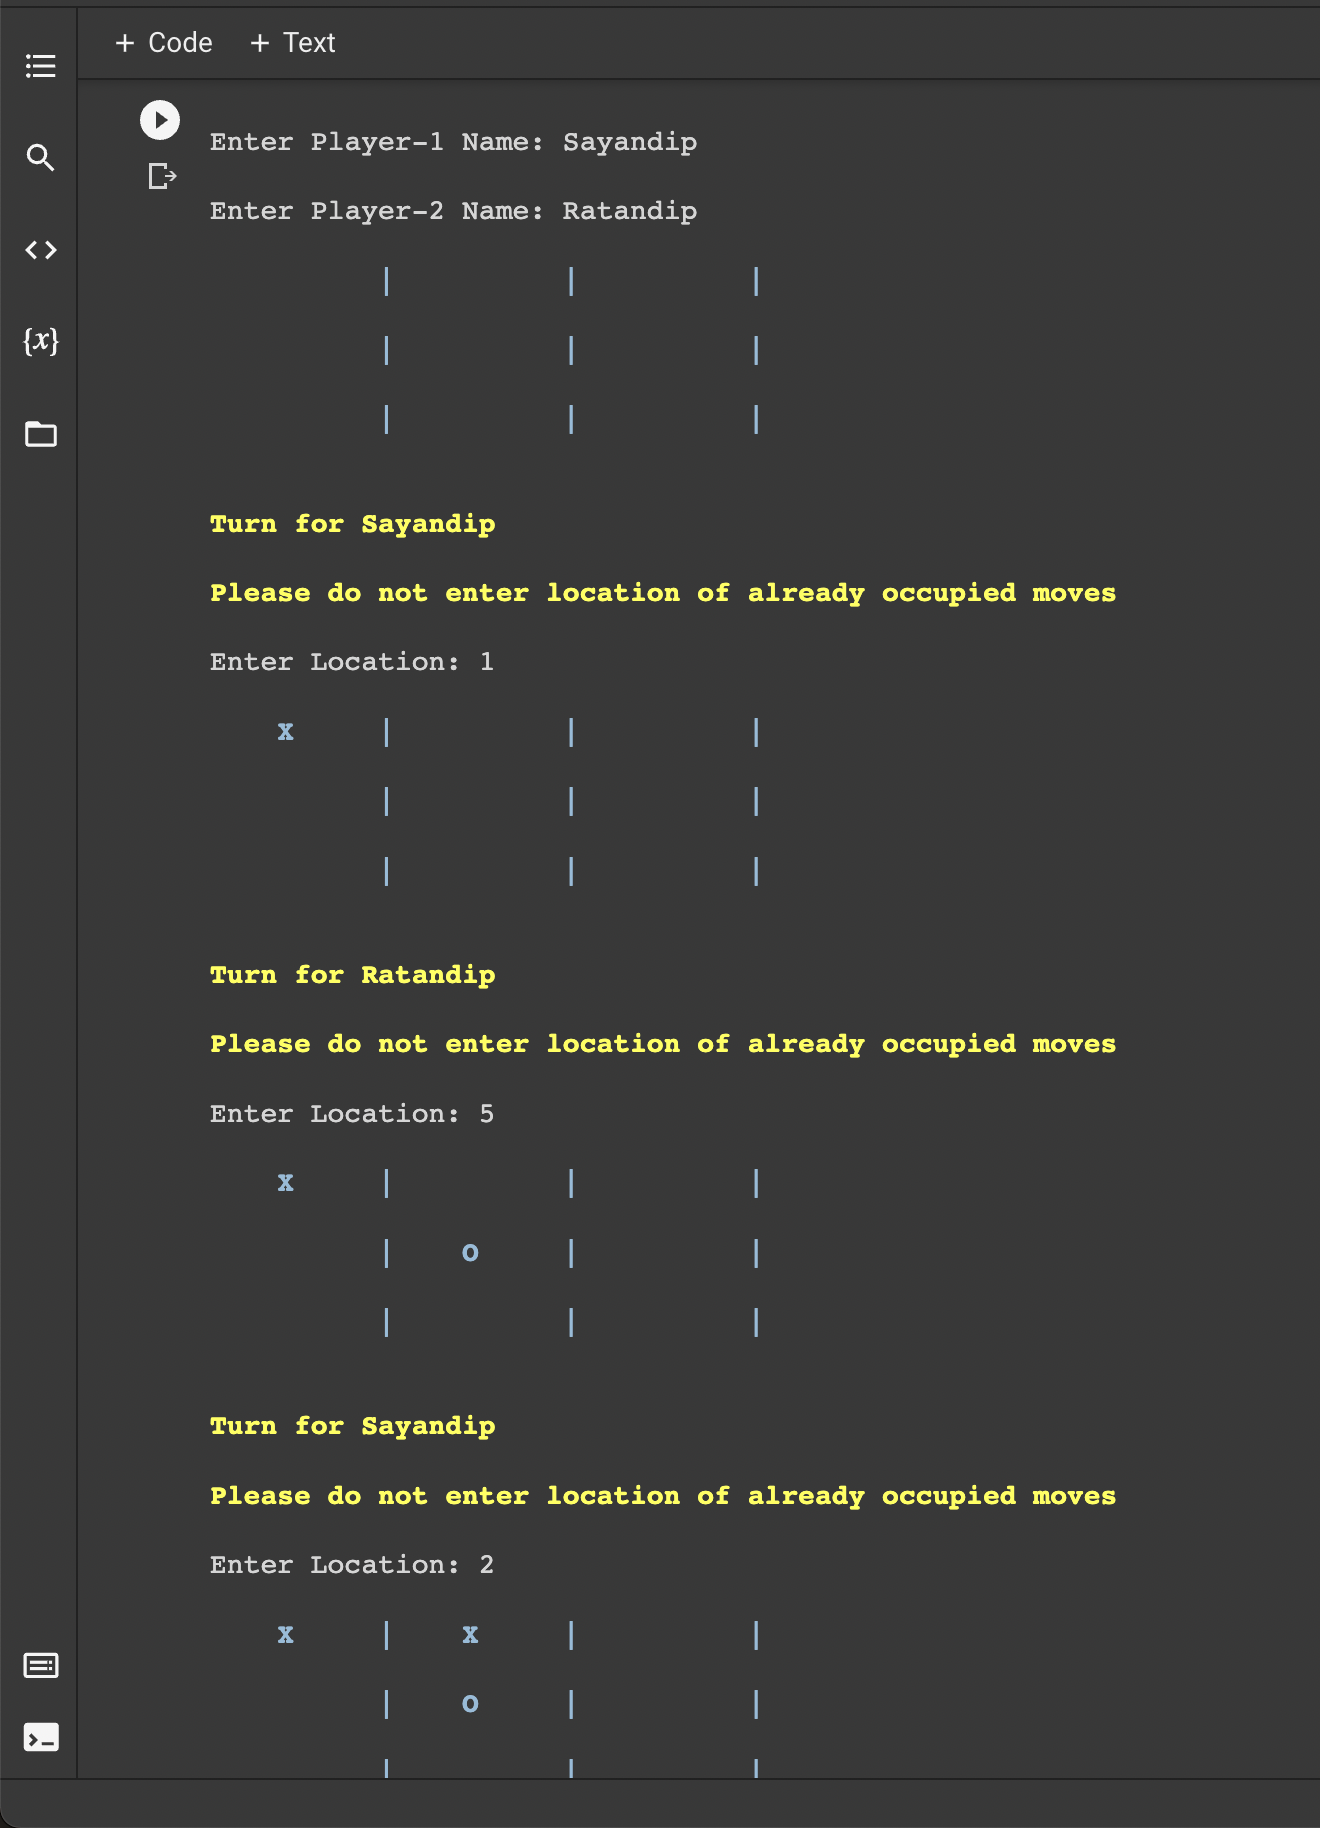 + Code + Text
Enter Player-1 Name: Sayandip
Enter Player-2 Name: Ratandip
| | |
| | |
| | |
Turn for Sayandip
Please do not enter location of already occupied moves
Enter Location: 1
x | | |
| | |
| | |
Turn for Ratandip
Please do not enter location of already occupied moves
Enter Location: 5
x | | |
| o | |
| | |
Turn for Sayandip
Please do not enter location of already occupied moves
Enter Location: 2
x | x | |
| o | |
| | |
{x}